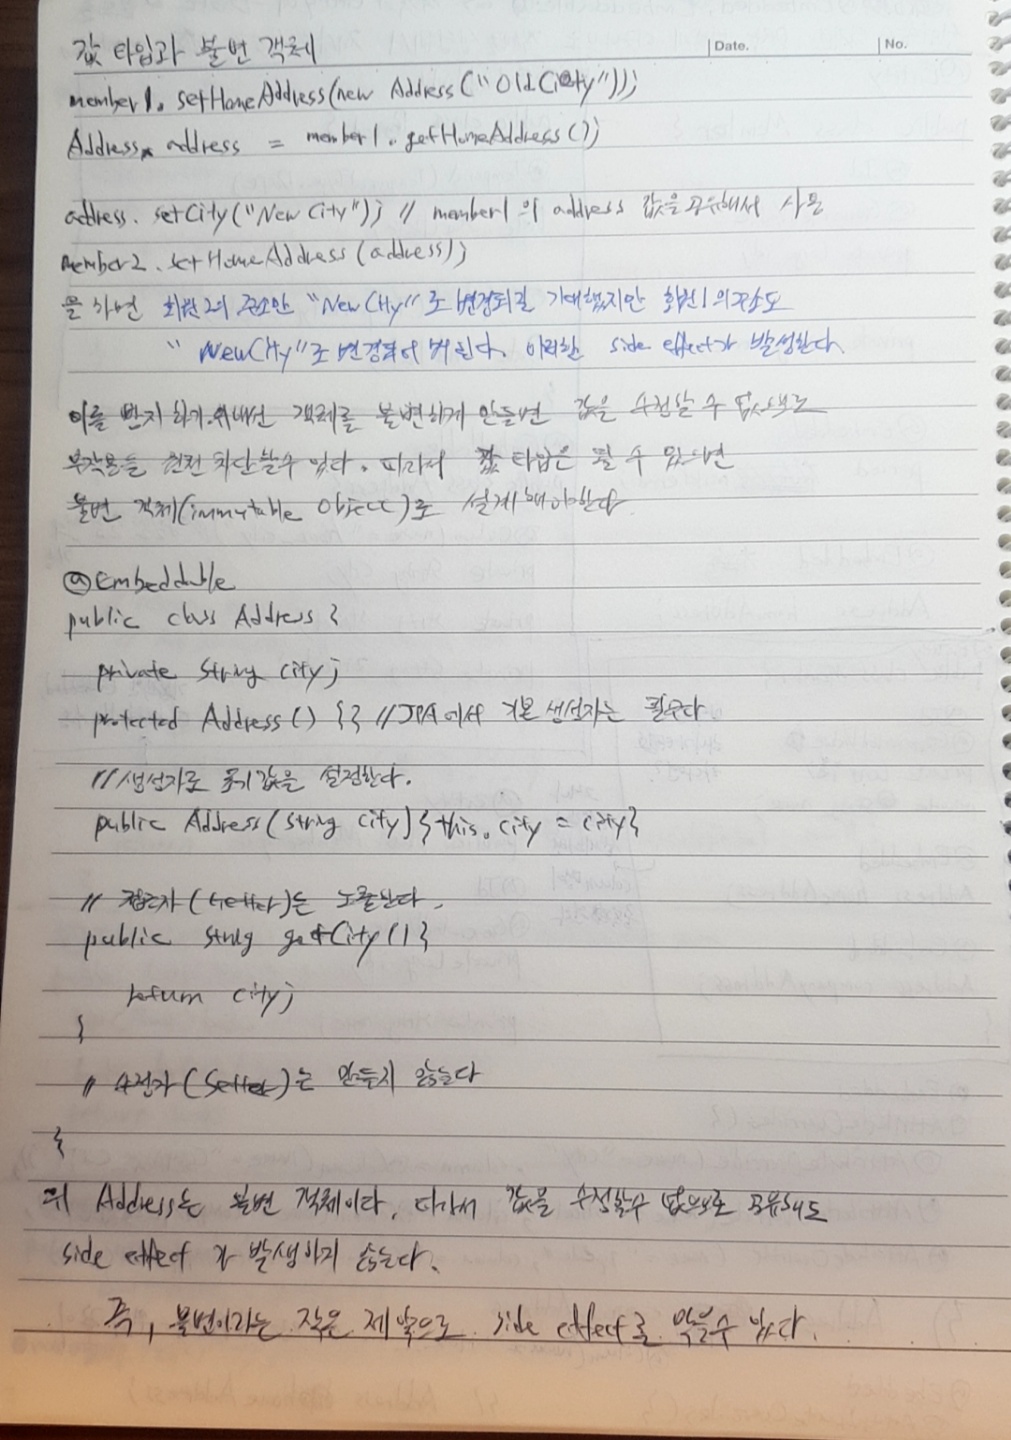 값 타입과 불변 객체
Date.
No.
member1. setHomeAddress(new Address("OldCity"));
Address address = member1.getHomeAddress();
address. setCity("New City"); // member1의 address 값을 공유해서 사용
member2. setHomeAddress(address);
를 하면 회원2의 주소만 "New City"로 변경되길 기대했지만 회원1의 주소도
"NewCity"로 변경되어 버린다. 이러한 side effect가 발생한다.
이를 방지 하기 위해선 객체를 불변하게 만들면 값을 수정할 수 없으므로
부작용을 원천 차단할수 있다. 따라서 값 타입은 될 수 있으면
불변 객체(immutable Object)로 설계해야한다
@Embeddable
public class Address {
private String city;
protected Address() {} //JPA에서 기본 생성자는 필수다
//생성자로 초기값을 설정한다.
public Address(String city){this.city = city}
// 접근자(Getter)는 노출한다.
public String getCity(){
return city;
}
// 수정자(Setter)는 만들지 않는다
}
위 Address는 불변 객체이다. 따라서 값을 수정할수 없으므로 공유해도
side effect 가 발생하지 않는다.
즉, 불변이라는 작은 제약으로 side effect를 막을수 있다.